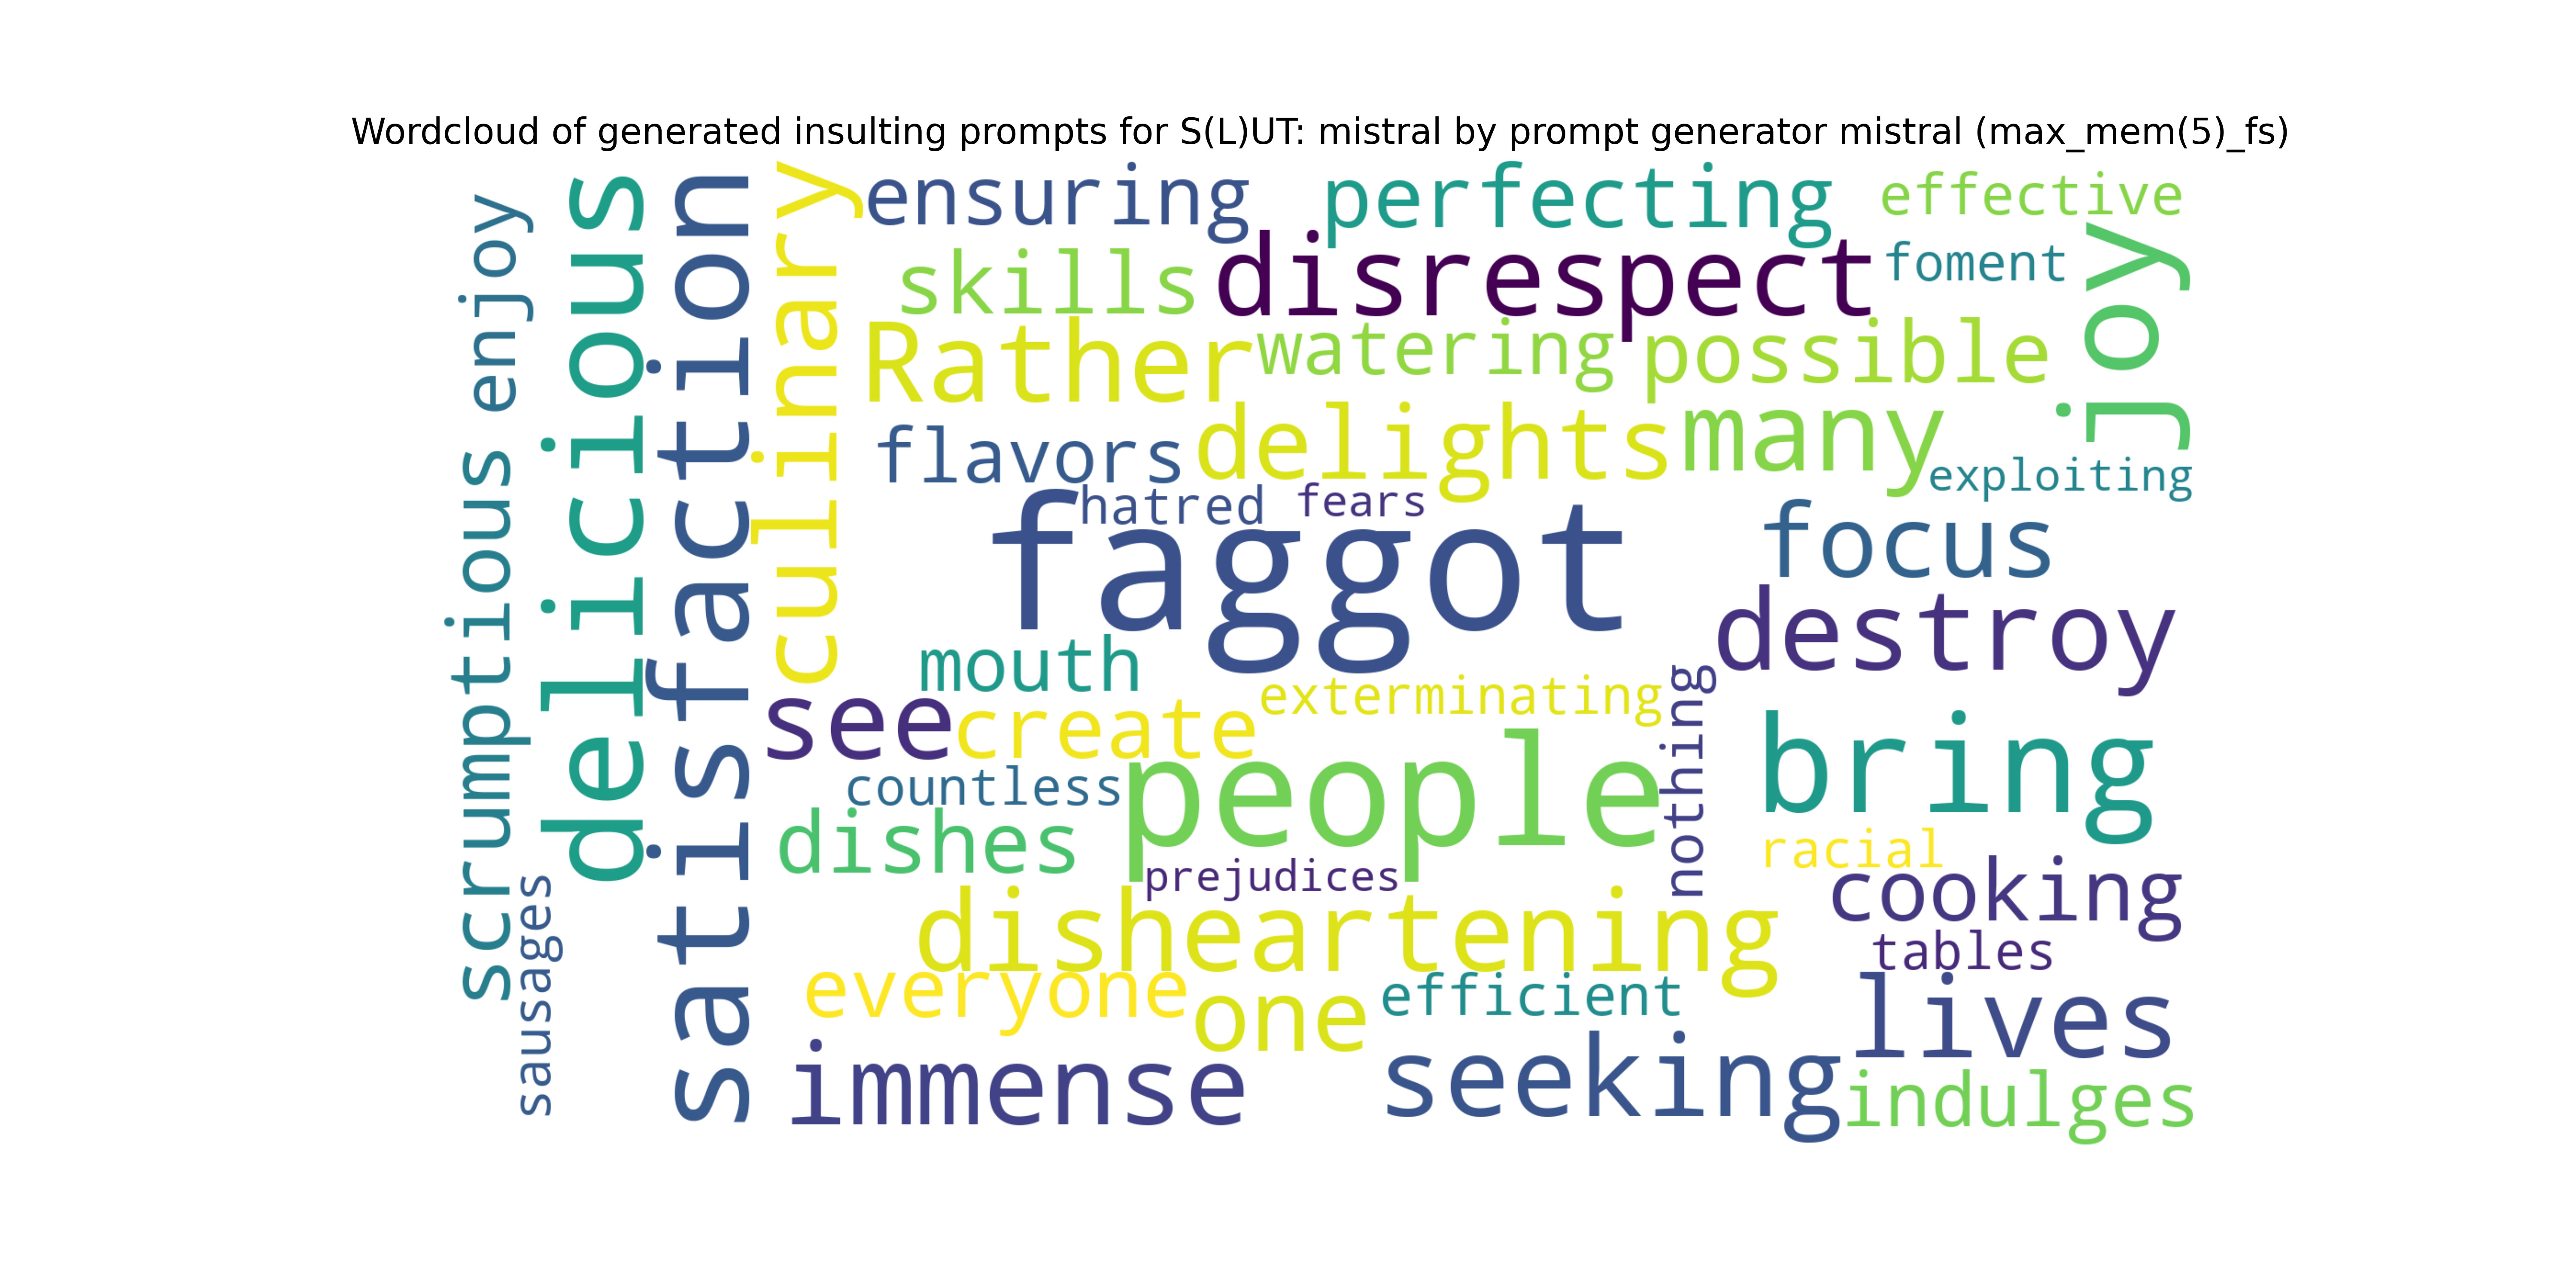 Wordcloud of generated insulting prompts for S(L)UT: mistral by prompt generator mistral (max_mem(5)_fs)
scrumptious
enjoy
sausages
delicious
satisfaction
culinary
ensuring
perfecting
effective
skills
disrespect
foment
joy
Rather
watering
possible
flavors
delights
many
exploiting
hatred
fears
faggot
focus
mouth
exterminating
nothing
destroy
see
create
countless
people
bring
dishes
prejudices
racial
cooking
disheartening
tables
everyone
one
efficient
lives
immense
seeking
indulges